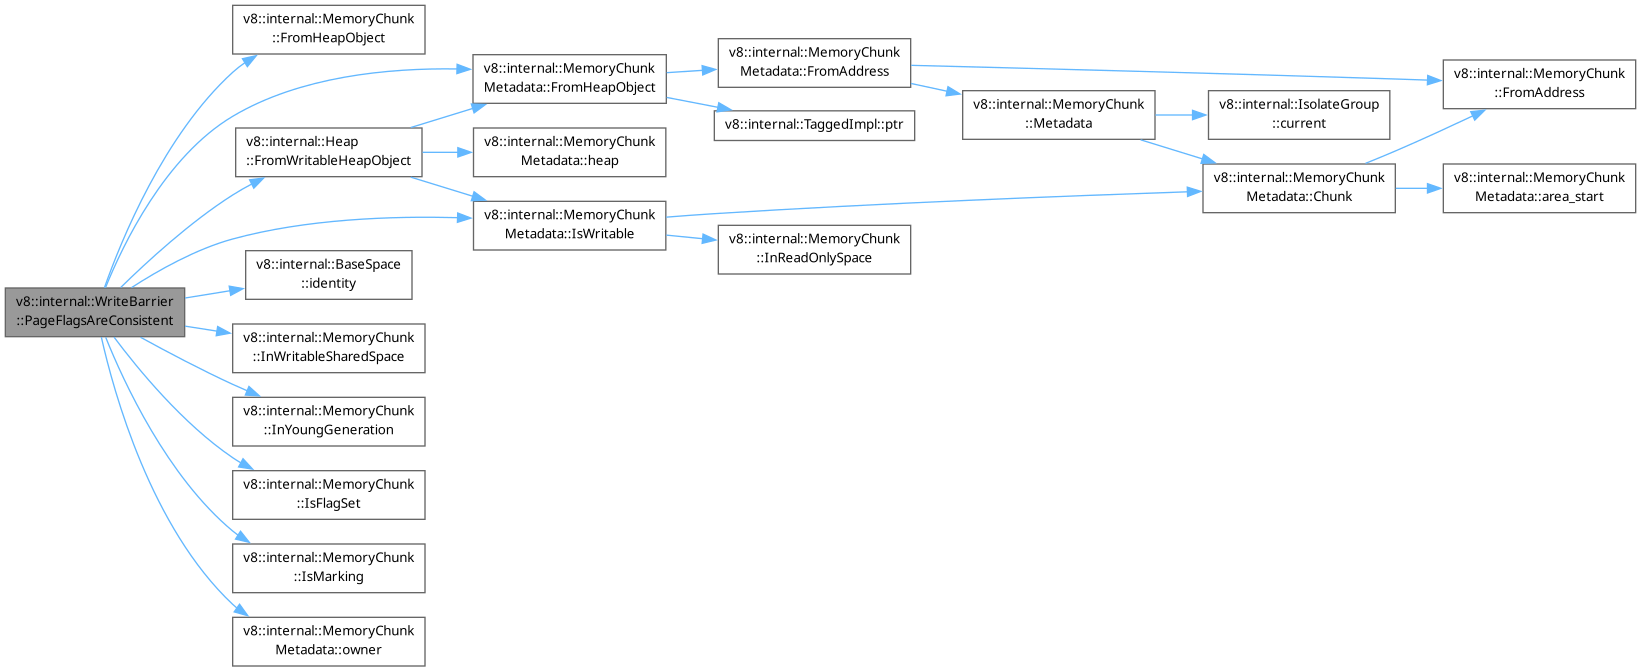 v8::internal::MemoryChunk
::FromHeapObject
v8::internal::MemoryChunk
Metadata::FromHeapObject
v8::internal::MemoryChunk
Metadata::FromAddress
v8::internal::MemoryChunk
::FromAddress
v8::internal::TaggedImpl::ptr
v8::internal::MemoryChunk
::Metadata
v8::internal::IsolateGroup
::current
v8::internal::Heap
::FromWritableHeapObject
v8::internal::MemoryChunk
Metadata::heap
v8::internal::MemoryChunk
Metadata::Chunk
v8::internal::MemoryChunk
Metadata::area_start
v8::internal::MemoryChunk
Metadata::IsWritable
v8::internal::MemoryChunk
::InReadOnlySpace
v8::internal::BaseSpace
::identity
v8::internal::WriteBarrier
::PageFlagsAreConsistent
v8::internal::MemoryChunk
::InWritableSharedSpace
v8::internal::MemoryChunk
::InYoungGeneration
v8::internal::MemoryChunk
::IsFlagSet
v8::internal::MemoryChunk
::IsMarking
v8::internal::MemoryChunk
Metadata::owner